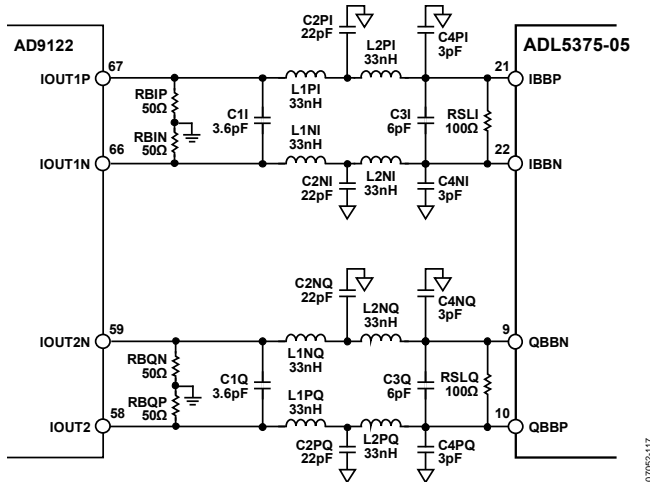 AD9122
ADL5375-05
C2PI
22pF
C4PI
3pF
L2PI
33nH
67
IOUT1P
L1PI
33nH
21
IBBP
RBIP
50Ω
C1I
3.6pF
C3I
6pF
RSLI
100Ω
RBIN
50Ω
L1NI
33nH
66
IOUT1N
22
IBBN
C2NI
22pF
L2NI
33nH
C4NI
3pF
C2NQ
22pF
C4NQ
3pF
L2NQ
33nH
59
IOUT2N
L1NQ
33nH
9
QBBN
RBQN
50Ω
C1Q
3.6pF
C3Q
6pF
RSLQ
100Ω
RBQP
50Ω
L1PQ
33nH
58
IOUT2
10
QBBP
C2PQ
22pF
L2PQ
33nH
C4PQ
3pF
07052-117